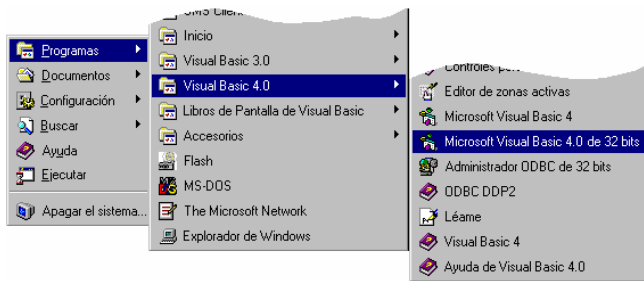 Programas
Documentos
Configuración
Buscar
Ayuda
Ejecutar
Apagar el sistema...
SMS Client
Inicio
Visual Basic 3.0
Visual Basic 4.0
Libros de Pantalla de Visual Basic
Accesorios
Flash
MS-DOS
The Microsoft Network
Explorador de Windows
Controles
Editor de zonas activas
Microsoft Visual Basic 4
Microsoft Visual Basic 4.0 de 32 bits
Administrador ODBC de 32 bits
ODBC DDP2
Léame
Visual Basic 4
Ayuda de Visual Basic 4.0